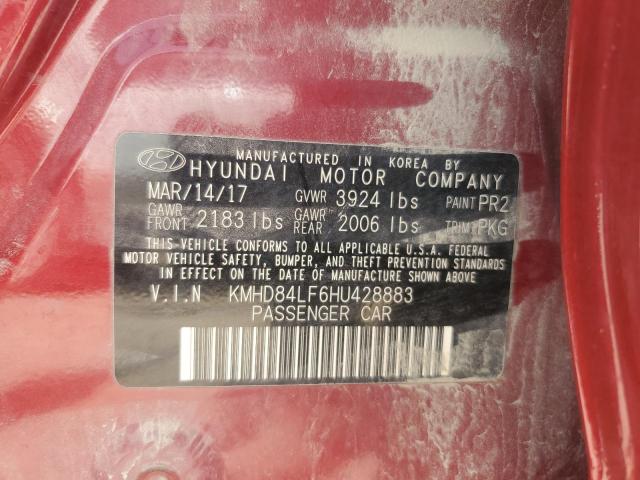 MANUFACTURED IN KOREA BY
HYUNDAI MOTOR COMPANY
MAR/14/17 GVWR 3924 lbs PAINT PR2
GAWR FRONT 2183 lbs GAWR REAR 2006 lbs TRIM PKG
THIS VEHICLE CONFORMS TO ALL APPLICABLE U.S.A. FEDERAL
MOTOR VEHICLE SAFETY, BUMPER, AND THEFT PREVENTION STANDARDS
IN EFFECT ON THE DATE OF MANUFACTURE SHOWN ABOVE.
V.I.N KMHD84LF6HU428883
PASSENGER CAR